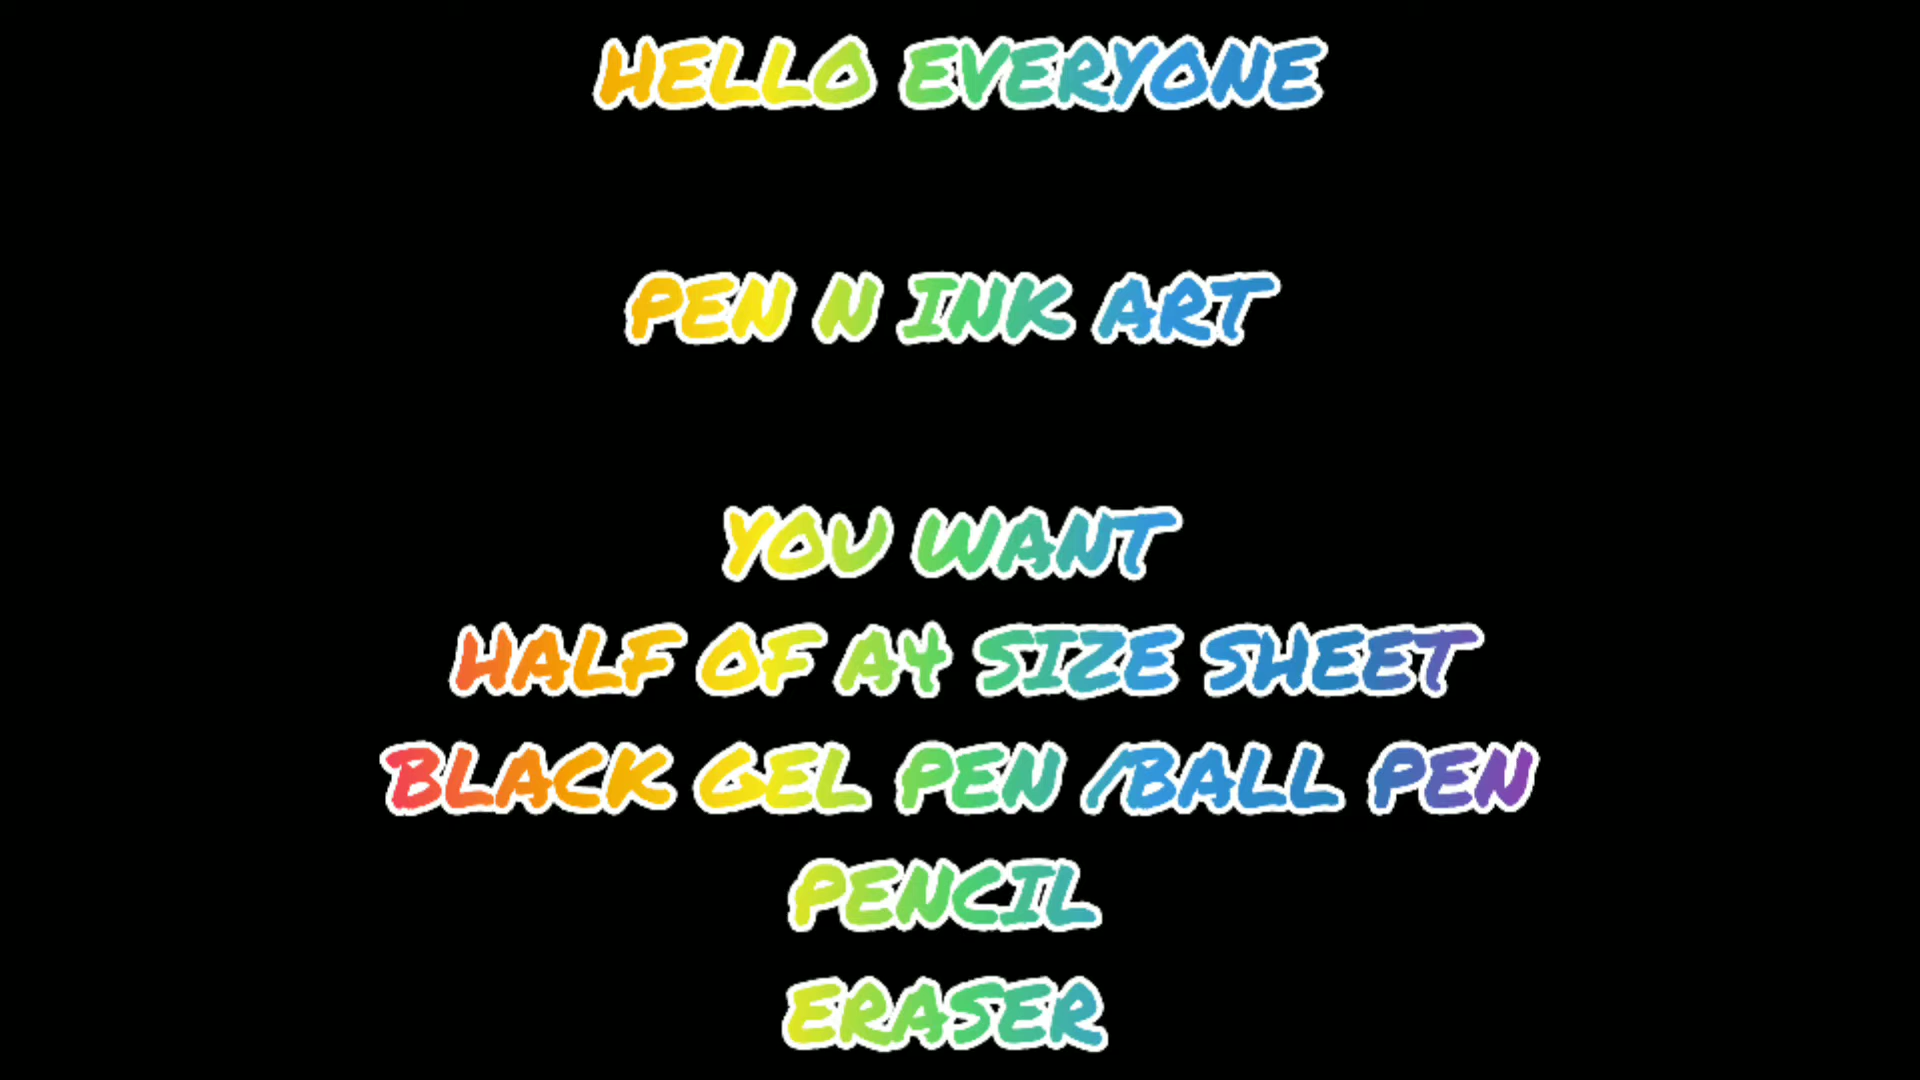 HELLO EVERYONE
PEN N INK ART
YOU WANT
HALF OF A4 SIZE SHEET
BLACK GEL PEN /BALL PEN
PENCIL
ERASER